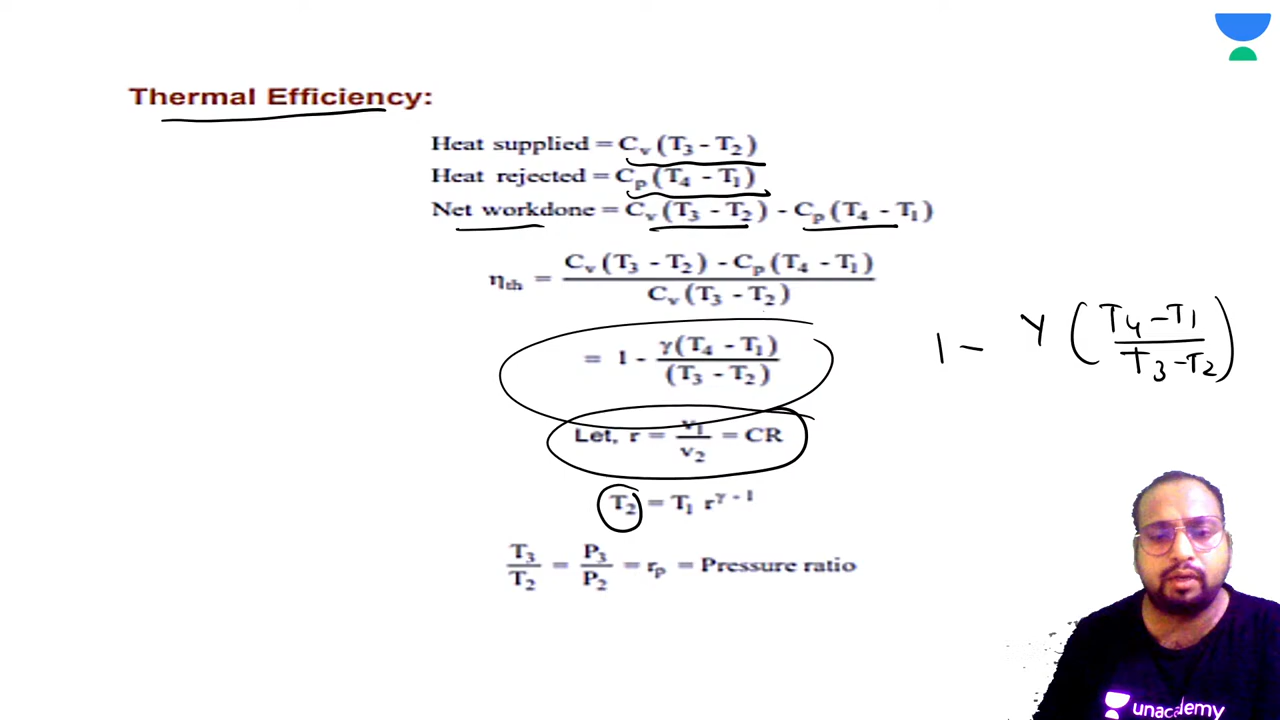 Thermal Efficiency:
Heat supplied = Cᵥ(T₃ - T₂)
Heat rejected = Cₚ(T₄ - T₁)
Net workdone = Cᵥ(T₃ - T₂) - Cₚ(T₄ - T₁)
ηth = (Cᵥ(T₃ - T₂) - Cₚ(T₄ - T₁)) / (Cᵥ(T₃ - T₂))
= 1 - γ(T₄ - T₁) / (T₃ - T₂)
1 - γ((T₄ - T₁) / (T₃ - T₂))
Let, r = v₁ / v₂ = CR
T₂ = T₁ r^(γ - 1)
T₃ / T₂ = P₃ / P₂ = rₚ = Pressure ratio
unacademy